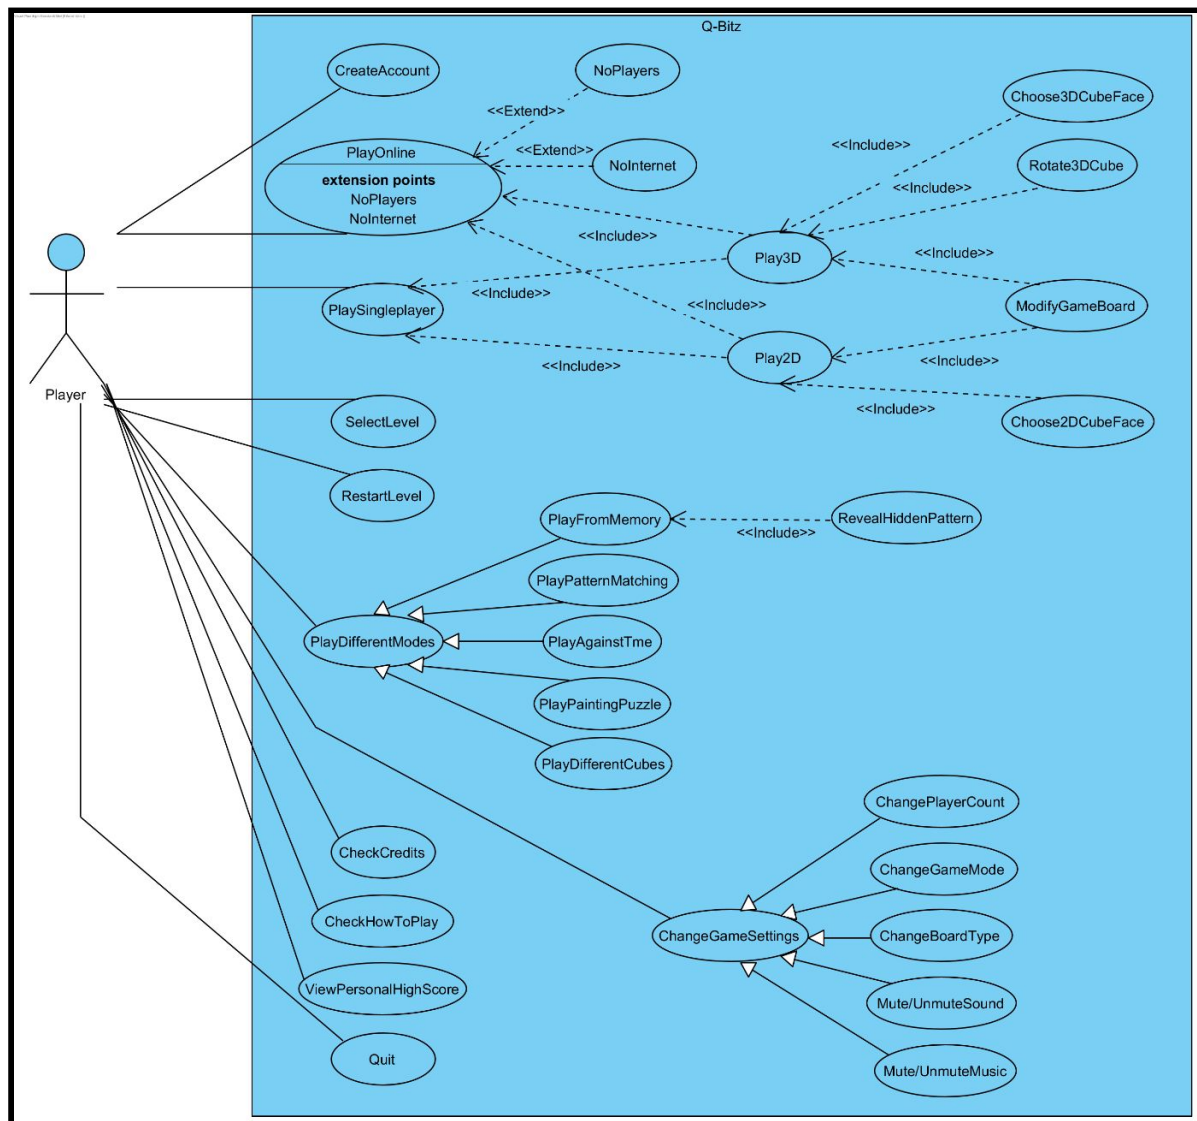 Q-Bitz
CreateAccount
NoPlayers
Choose3DCubeFace
<<Extend>>
<<Include>>
PlayOnline
<<Extend>>
NoInternet
Rotate3DCube
extension points
NoPlayers
NoInternet
<<Include>>
<<Include>>
Play3D
<<Include>>
<<Include>>
PlaySingleplayer
<<Include>>
ModifyGameBoard
Play2D
<<Include>>
<<Include>>
Player
<<Include>>
SelectLevel
Choose2DCubeFace
RestartLevel
PlayFromMemory
RevealHiddenPattern
<<Include>>
PlayPatternMatching
PlayDifferentModes
PlayAgainstTme
PlayPaintingPuzzle
PlayDifferentCubes
ChangePlayerCount
CheckCredits
ChangeGameMode
CheckHowToPlay
ChangeGameSettings
ChangeBoardType
ViewPersonalHighScore
Mute/UnmuteSound
Quit
Mute/UnmuteMusic